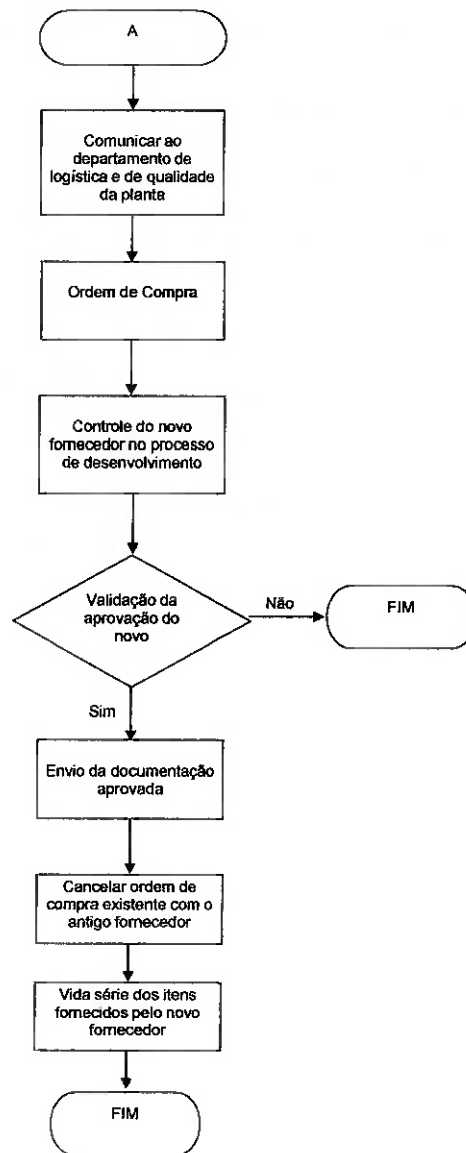 A
Comunicar ao
departamento de
logística e de qualidade
da planta
Ordem de Compra
Controle do novo
fornecedor no processo
de desenvolvimento
Validação da
aprovação do
novo
Não
FIM
Sim
Envio da documentação
aprovada
Cancelar ordem de
compra existente com o
antigo fornecedor
Vida série dos itens
fornecidos pelo novo
fornecedor
FIM